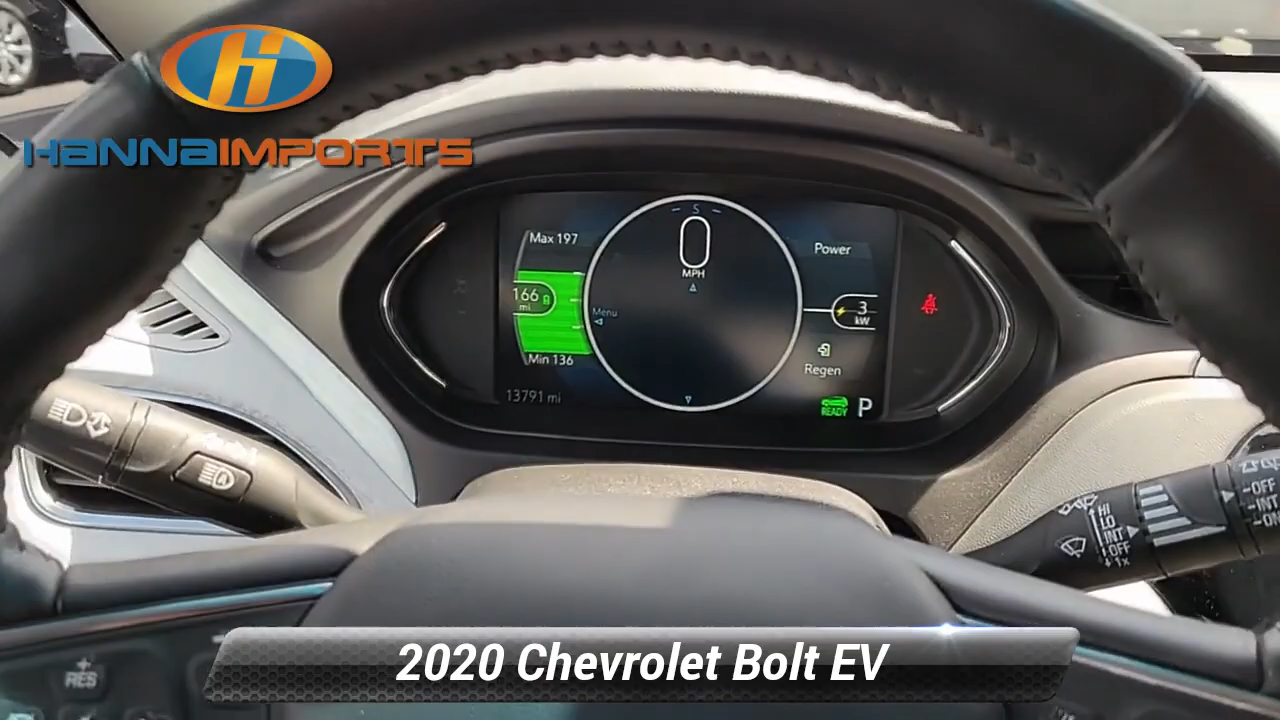 H
HANNAIMPORTS
S
0
MPH
Max 197
166
mi
Min 136
13791 mi
Menu
Power
3
kW
Regen
READY
P
HI
LO
INT
OFF
1x
-OFF
-INT
+
RES
2020 Chevrolet Bolt EV